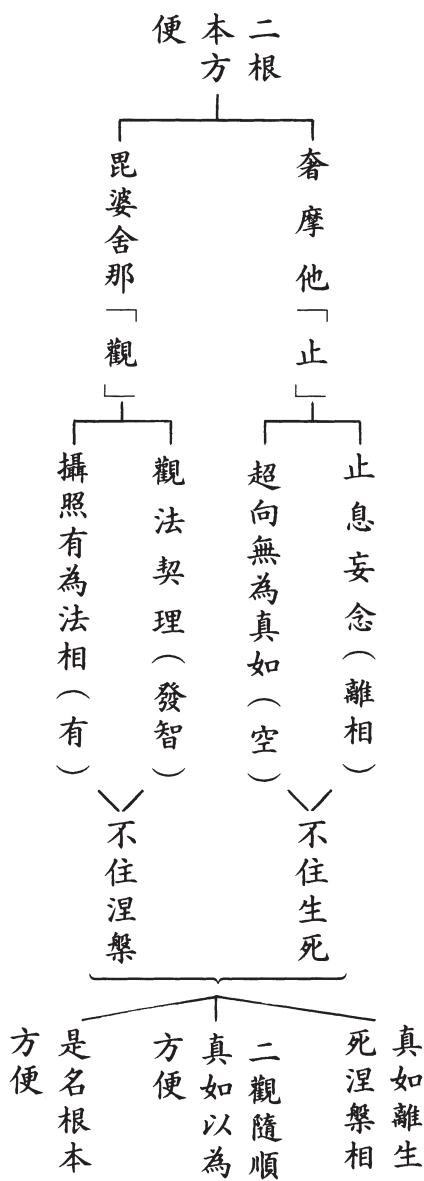 二根
本方
便
奢摩他「止」
毘婆舍那「觀」
止息妄念(離相)
超向無為真如(空)
觀法契理(發智)
攝照有為法相(有)
不住生死
不住涅槃
真如離生
死涅槃相
二觀隨順
真如以為
方便
是名根本
方便